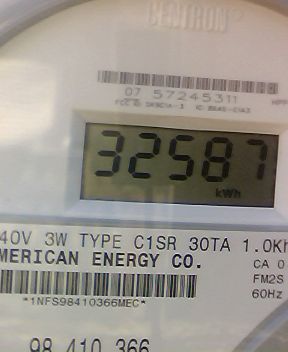 CENTRON
07 57245311
32587
kWh
40V 3W TYPE C1SR 30TA 1.0Kh
MERICAN ENERGY CO.
CA 0
FM2S
*1NFS98410366MEC*
60Hz
98 410 366